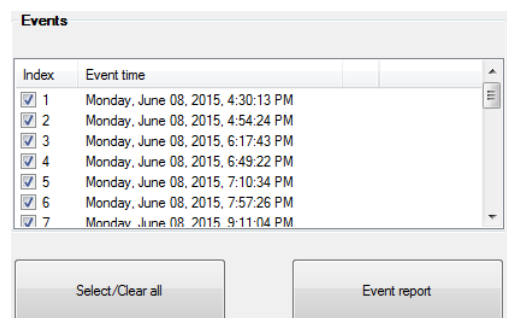 Events
Index Event time
1 Monday, June 08, 2015, 4:30:13 PM
2 Monday, June 08, 2015, 4:54:24 PM
3 Monday, June 08, 2015, 6:17:43 PM
4 Monday, June 08, 2015, 6:49:22 PM
5 Monday, June 08, 2015, 7:10:34 PM
6 Monday, June 08, 2015, 7:57:26 PM
7 Monday, June 08, 2015, 9:11:04 PM
Select/Clear all Event report